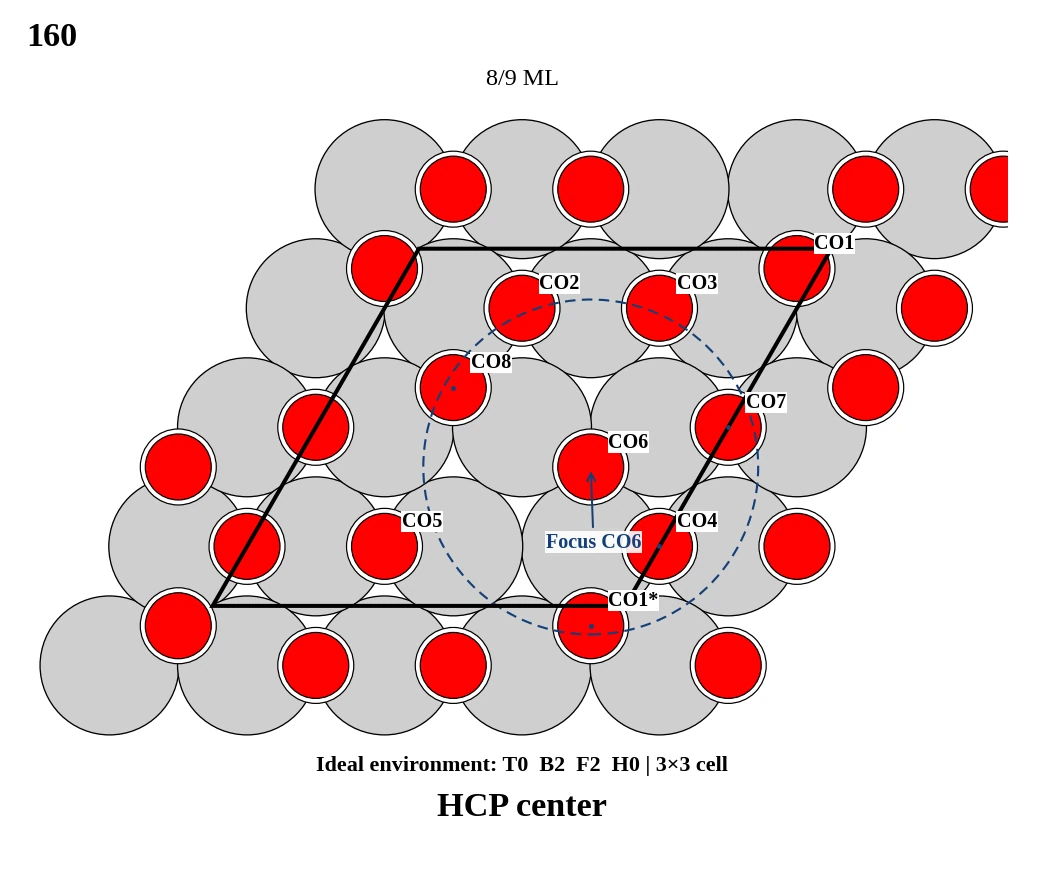 160
8/9 ML
CO1
CO2
CO3
CO8
CO7
CO6
CO5
CO4
Focus CO6
CO1*
Ideal environment: T0 B2 F2 H0 | 3×3 cell
HCP center